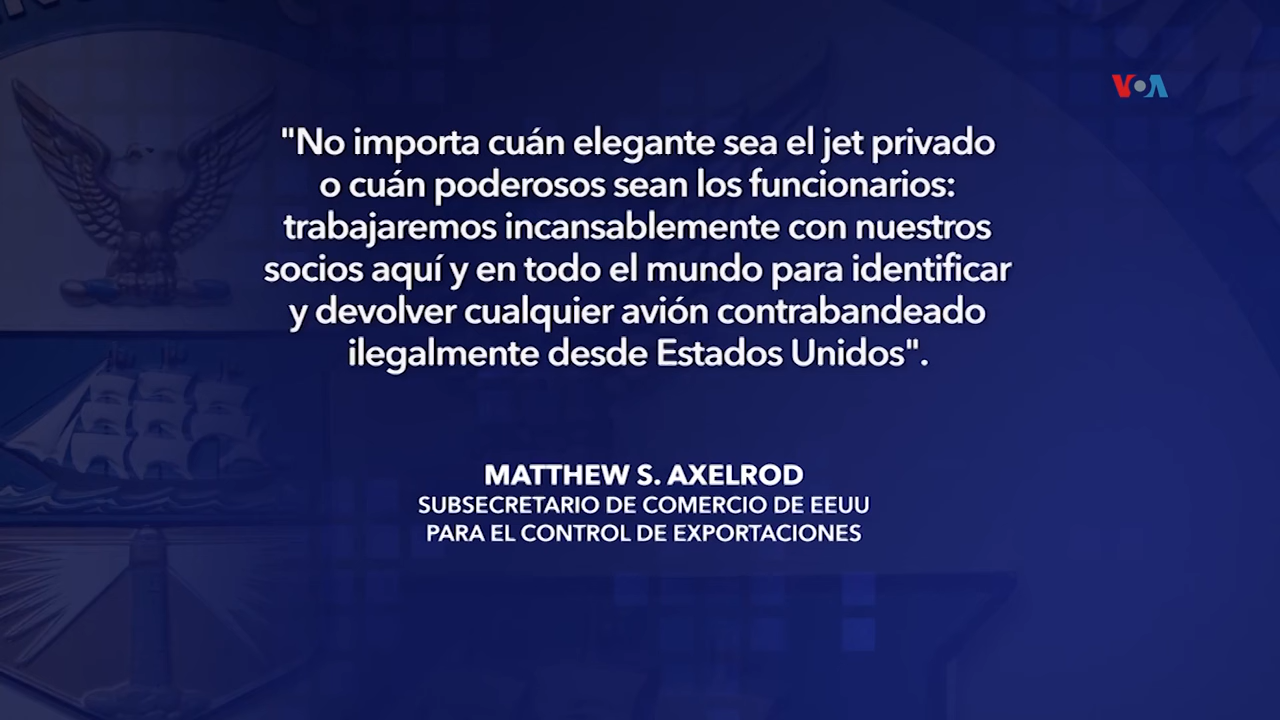 VOA
"No importa cuán elegante sea el jet privado
o cuán poderosos sean los funcionarios:
trabajaremos incansablemente con nuestros
socios aquí y en todo el mundo para identificar
y devolver cualquier avión contrabandeado
ilegalmente desde Estados Unidos".
MATTHEW S. AXELROD
SUBSECRETARIO DE COMERCIO DE EEUU
PARA EL CONTROL DE EXPORTACIONES